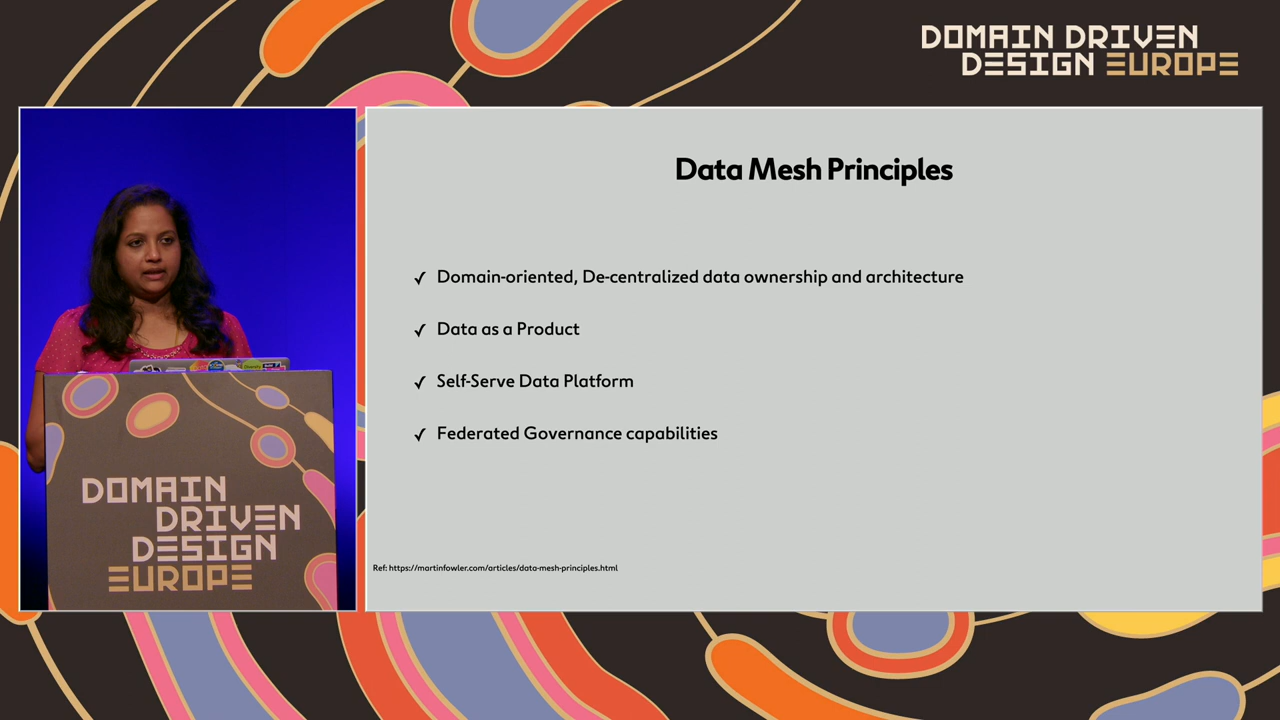 DOMAIN DRIVEN
DESIGN EUROPE
Data Mesh Principles
✓ Domain-oriented, De-centralized data ownership and architecture
✓ Data as a Product
✓ Self-Serve Data Platform
✓ Federated Governance capabilities
Ref: https://martinfowler.com/articles/data-mesh-principles.html
DOMAIN
DRIVEN
DESIGN
EUROPE